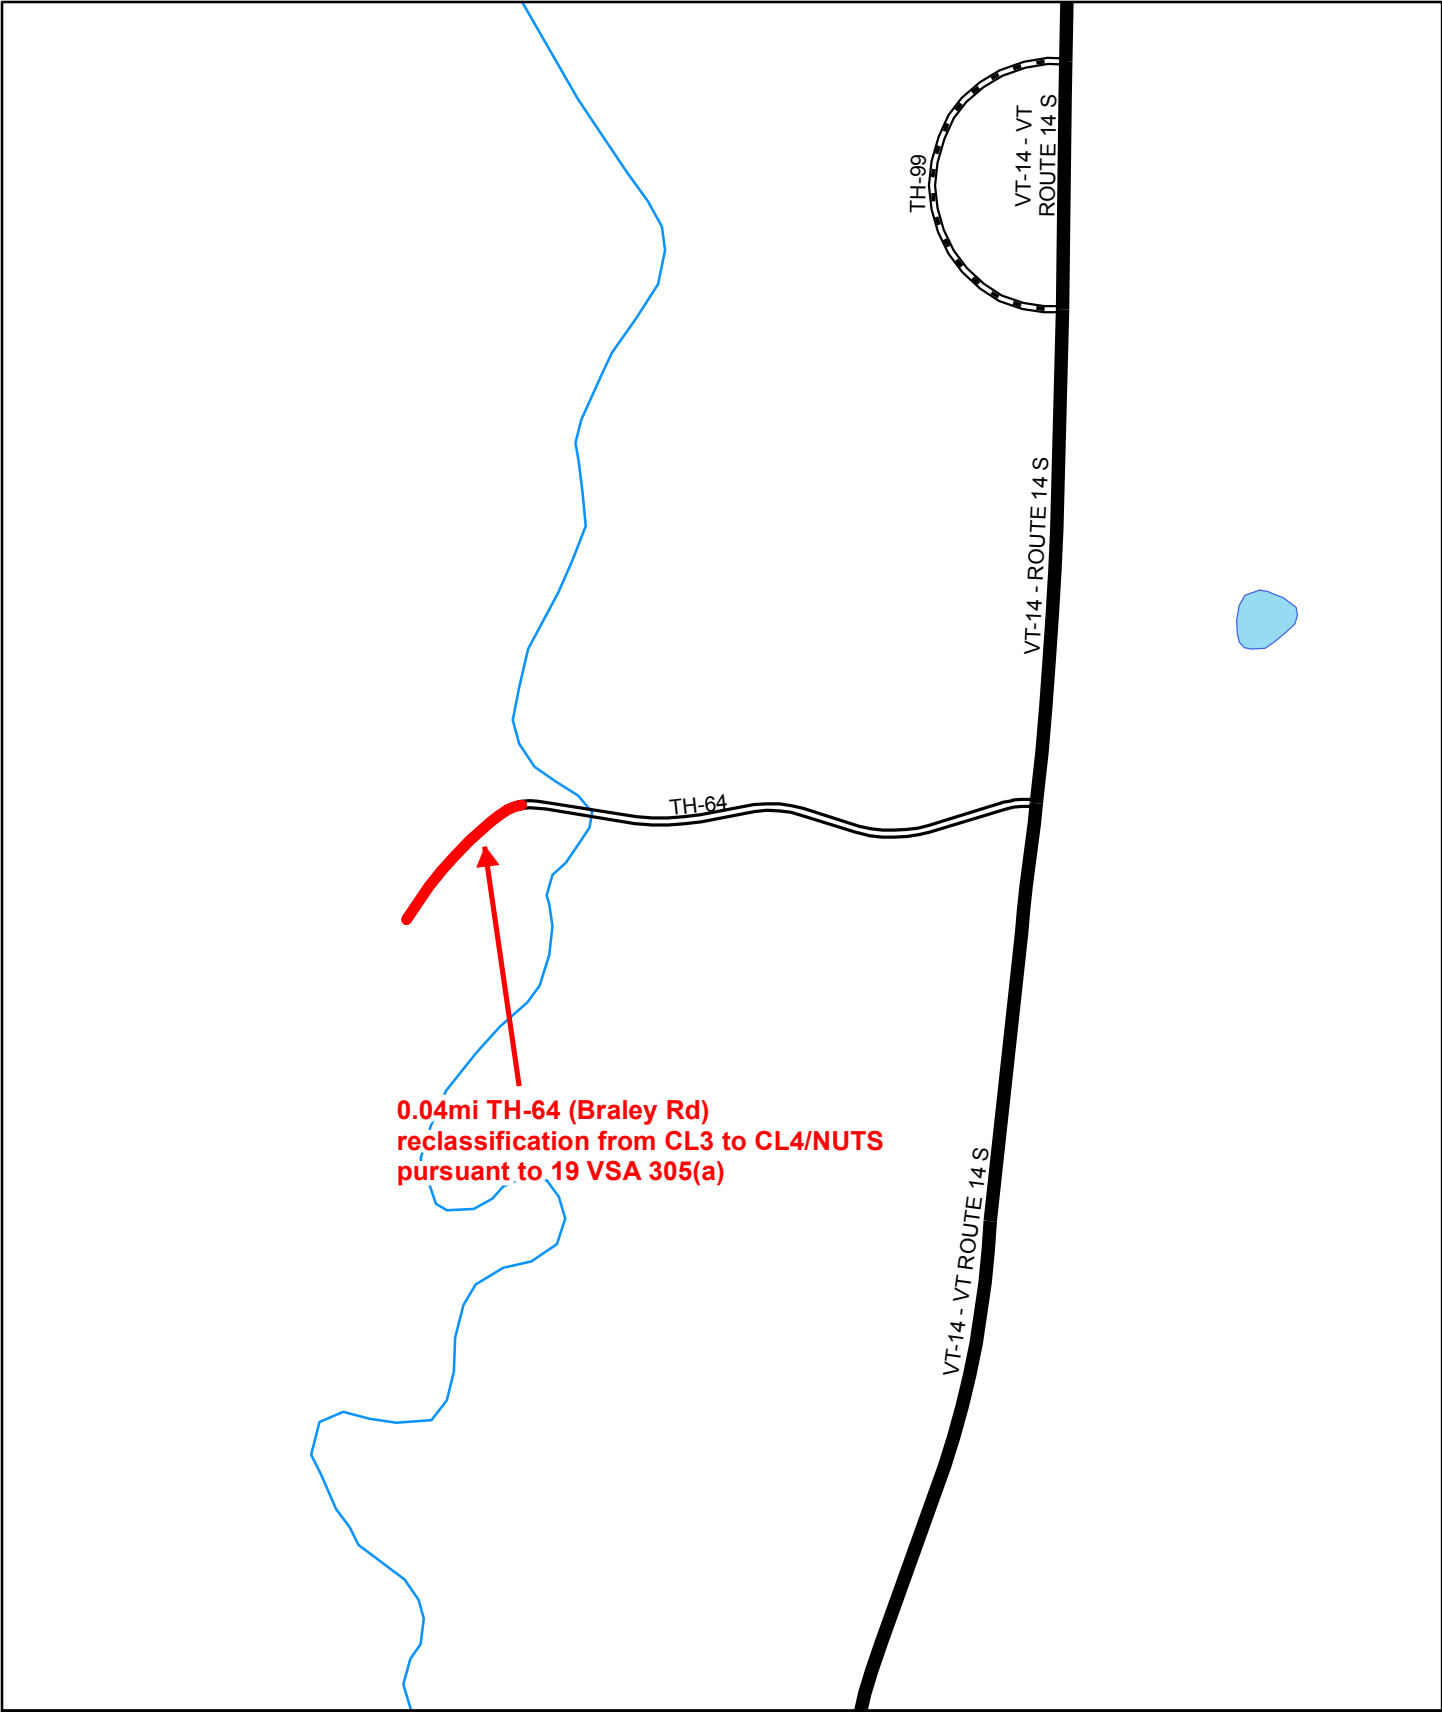 VT-14 - VT
ROUTE 14 S
TH-99
VT-14 - ROUTE 14 S
TH-64
0.04mi TH-64 (Braley Rd)
reclassification from CL3 to CL4/NUTS
pursuant to 19 VSA 305(a)
VT-14 - VT ROUTE 14 S